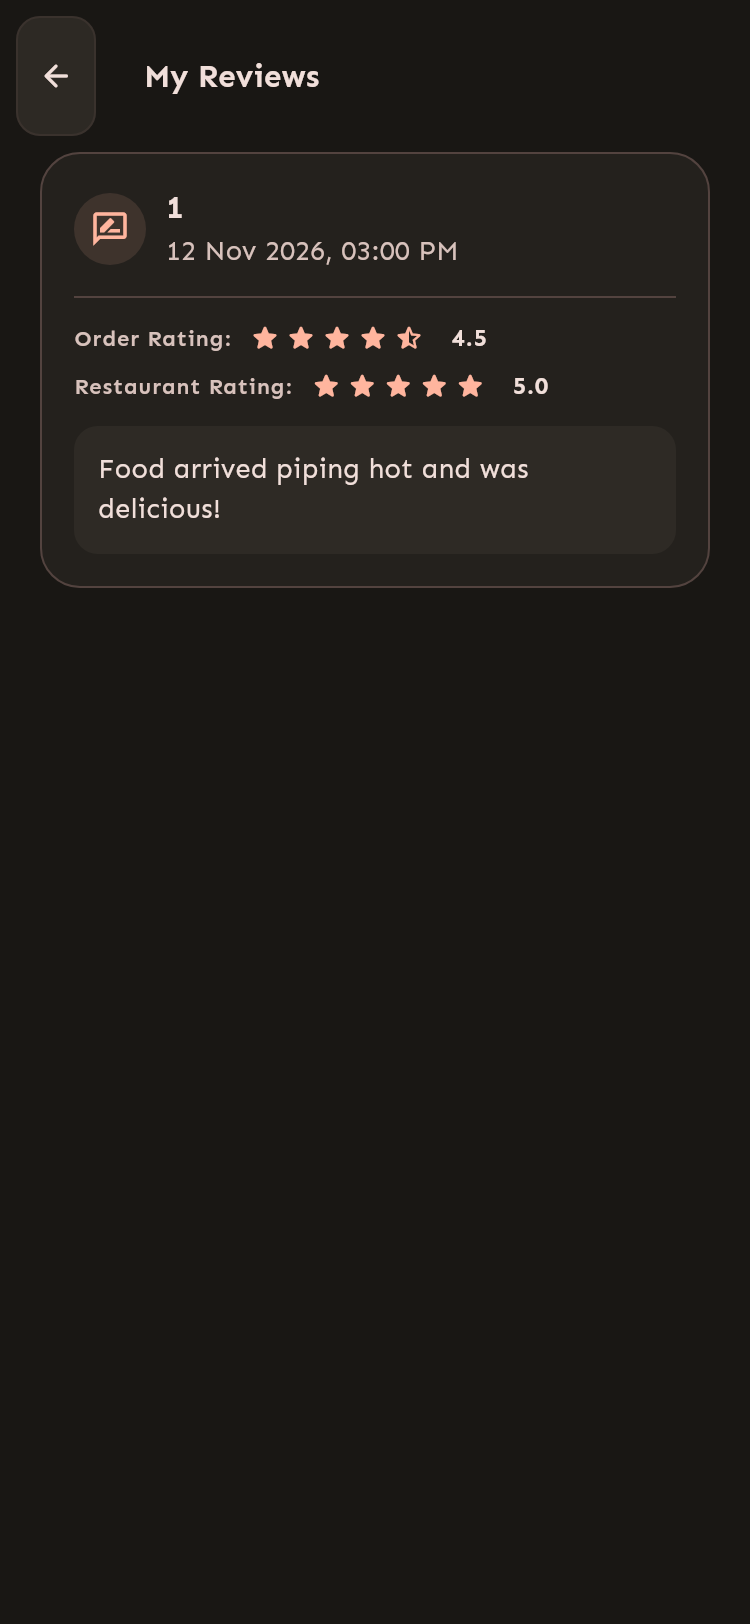 My Reviews
1
12 Nov 2026, 03:00 PM
Order Rating: 4.5
Restaurant Rating: 5.0
Food arrived piping hot and was
delicious!